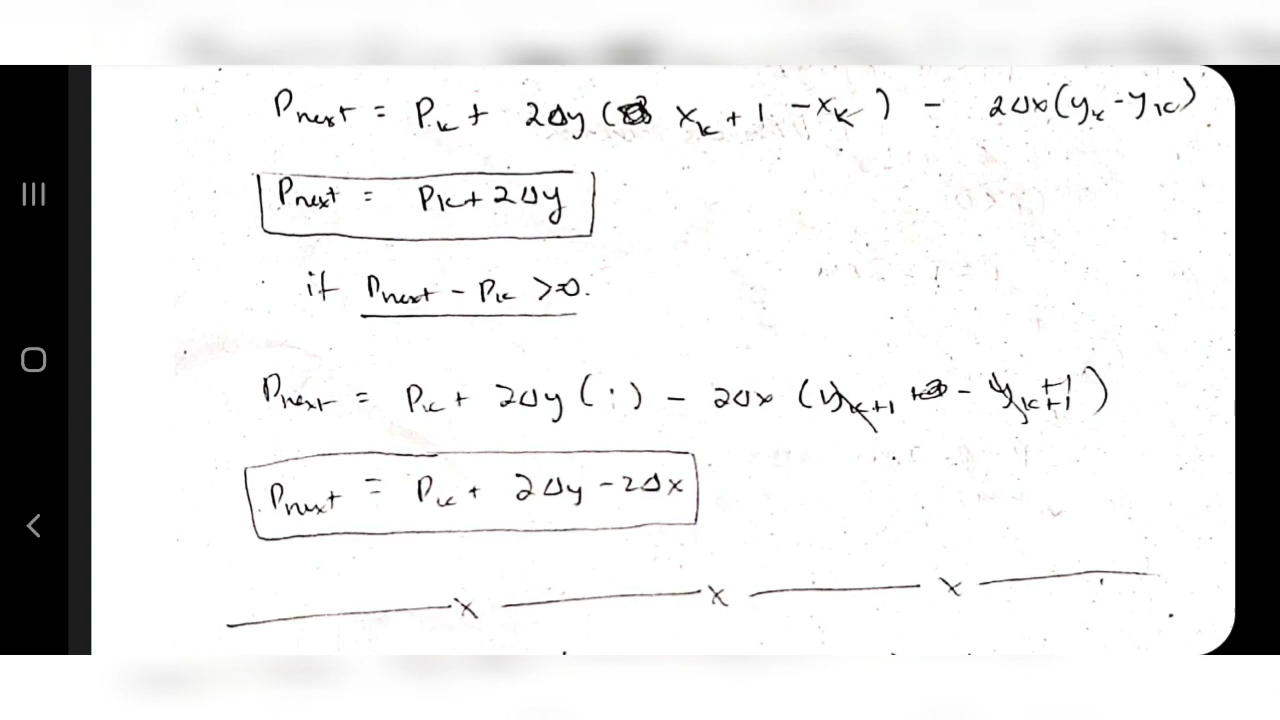 Pnext = Pk + 2Δy ( xk + 1 - xk ) - 2Δx (yk - yk)
Pnext = Pk + 2Δy
if Pnext - Pk >=0.
Pnext = Pk + 2Δy (1) - 2Δx (yk+1 - yk+1)
Pnext = Pk + 2Δy - 2Δx
x x x